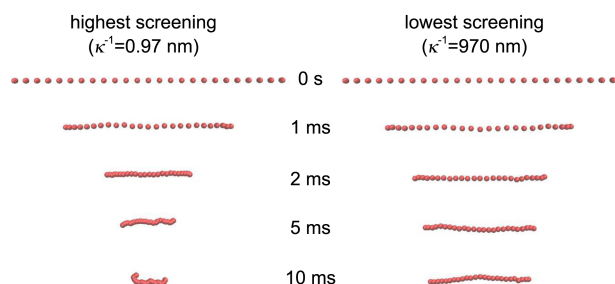 highest screening
(κ⁻¹=0.97 nm)
lowest screening
(κ⁻¹=970 nm)
0 s
1 ms
2 ms
5 ms
10 ms